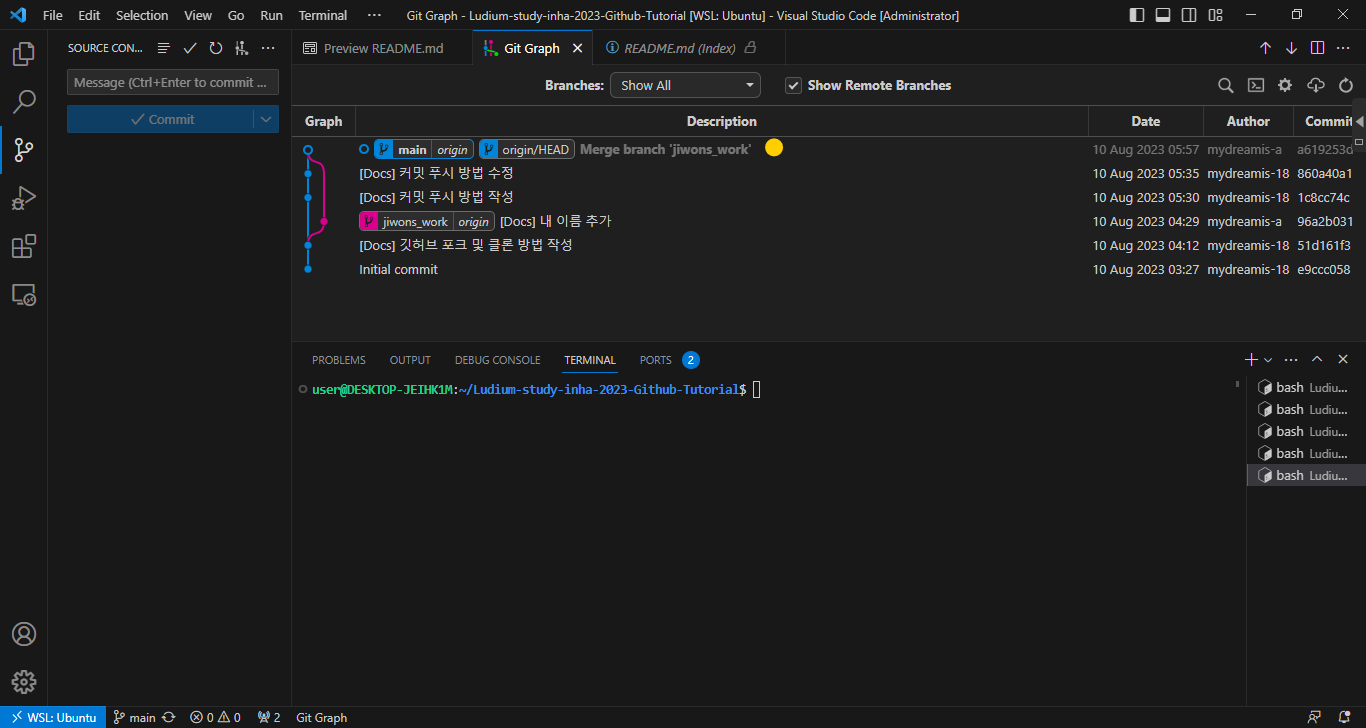 File Edit Selection View Go Run Terminal ··· Git Graph - Ludium-study-inha-2023-Github-Tutorial [WSL: Ubuntu] - Visual Studio Code [Administrator]
SOURCE CON...
Message (Ctrl+Enter to commit ...
Commit
Preview README.md Git Graph README.md (Index)
Branches: Show All Show Remote Branches
Graph Description Date Author Commit
main origin origin/HEAD Merge branch 'jiwons_work' 10 Aug 2023 05:57 mydreamis-a a619253d
[Docs] 커밋 푸시 방법 수정 10 Aug 2023 05:35 mydreamis-18 860a40a1
[Docs] 커밋 푸시 방법 작성 10 Aug 2023 05:30 mydreamis-18 1c8cc74c
jiwons_work origin [Docs] 내 이름 추가 10 Aug 2023 04:29 mydreamis-a 96a2b031
[Docs] 깃허브 포크 및 클론 방법 작성 10 Aug 2023 04:12 mydreamis-18 51d161f3
Initial commit 10 Aug 2023 03:27 mydreamis-18 e9ccc058
PROBLEMS OUTPUT DEBUG CONSOLE TERMINAL PORTS 2
user@DESKTOP-JEIHK1M:~/Ludium-study-inha-2023-Github-Tutorial$
bash Ludiu...
bash Ludiu...
bash Ludiu...
bash Ludiu...
bash Ludiu...
WSL: Ubuntu main 0 0 2 Git Graph